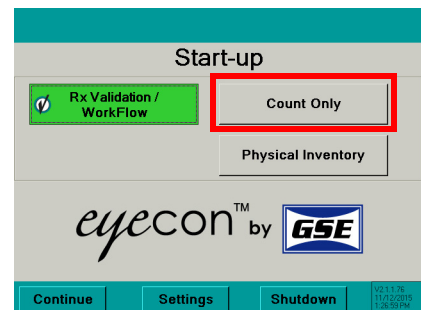 Start-up
Rx Validation /
WorkFlow
Count Only
Physical Inventory
eyecon™ by GSE
Continue
Settings
Shutdown
V2.1.1.76
11/12/2015
1:26:59 PM